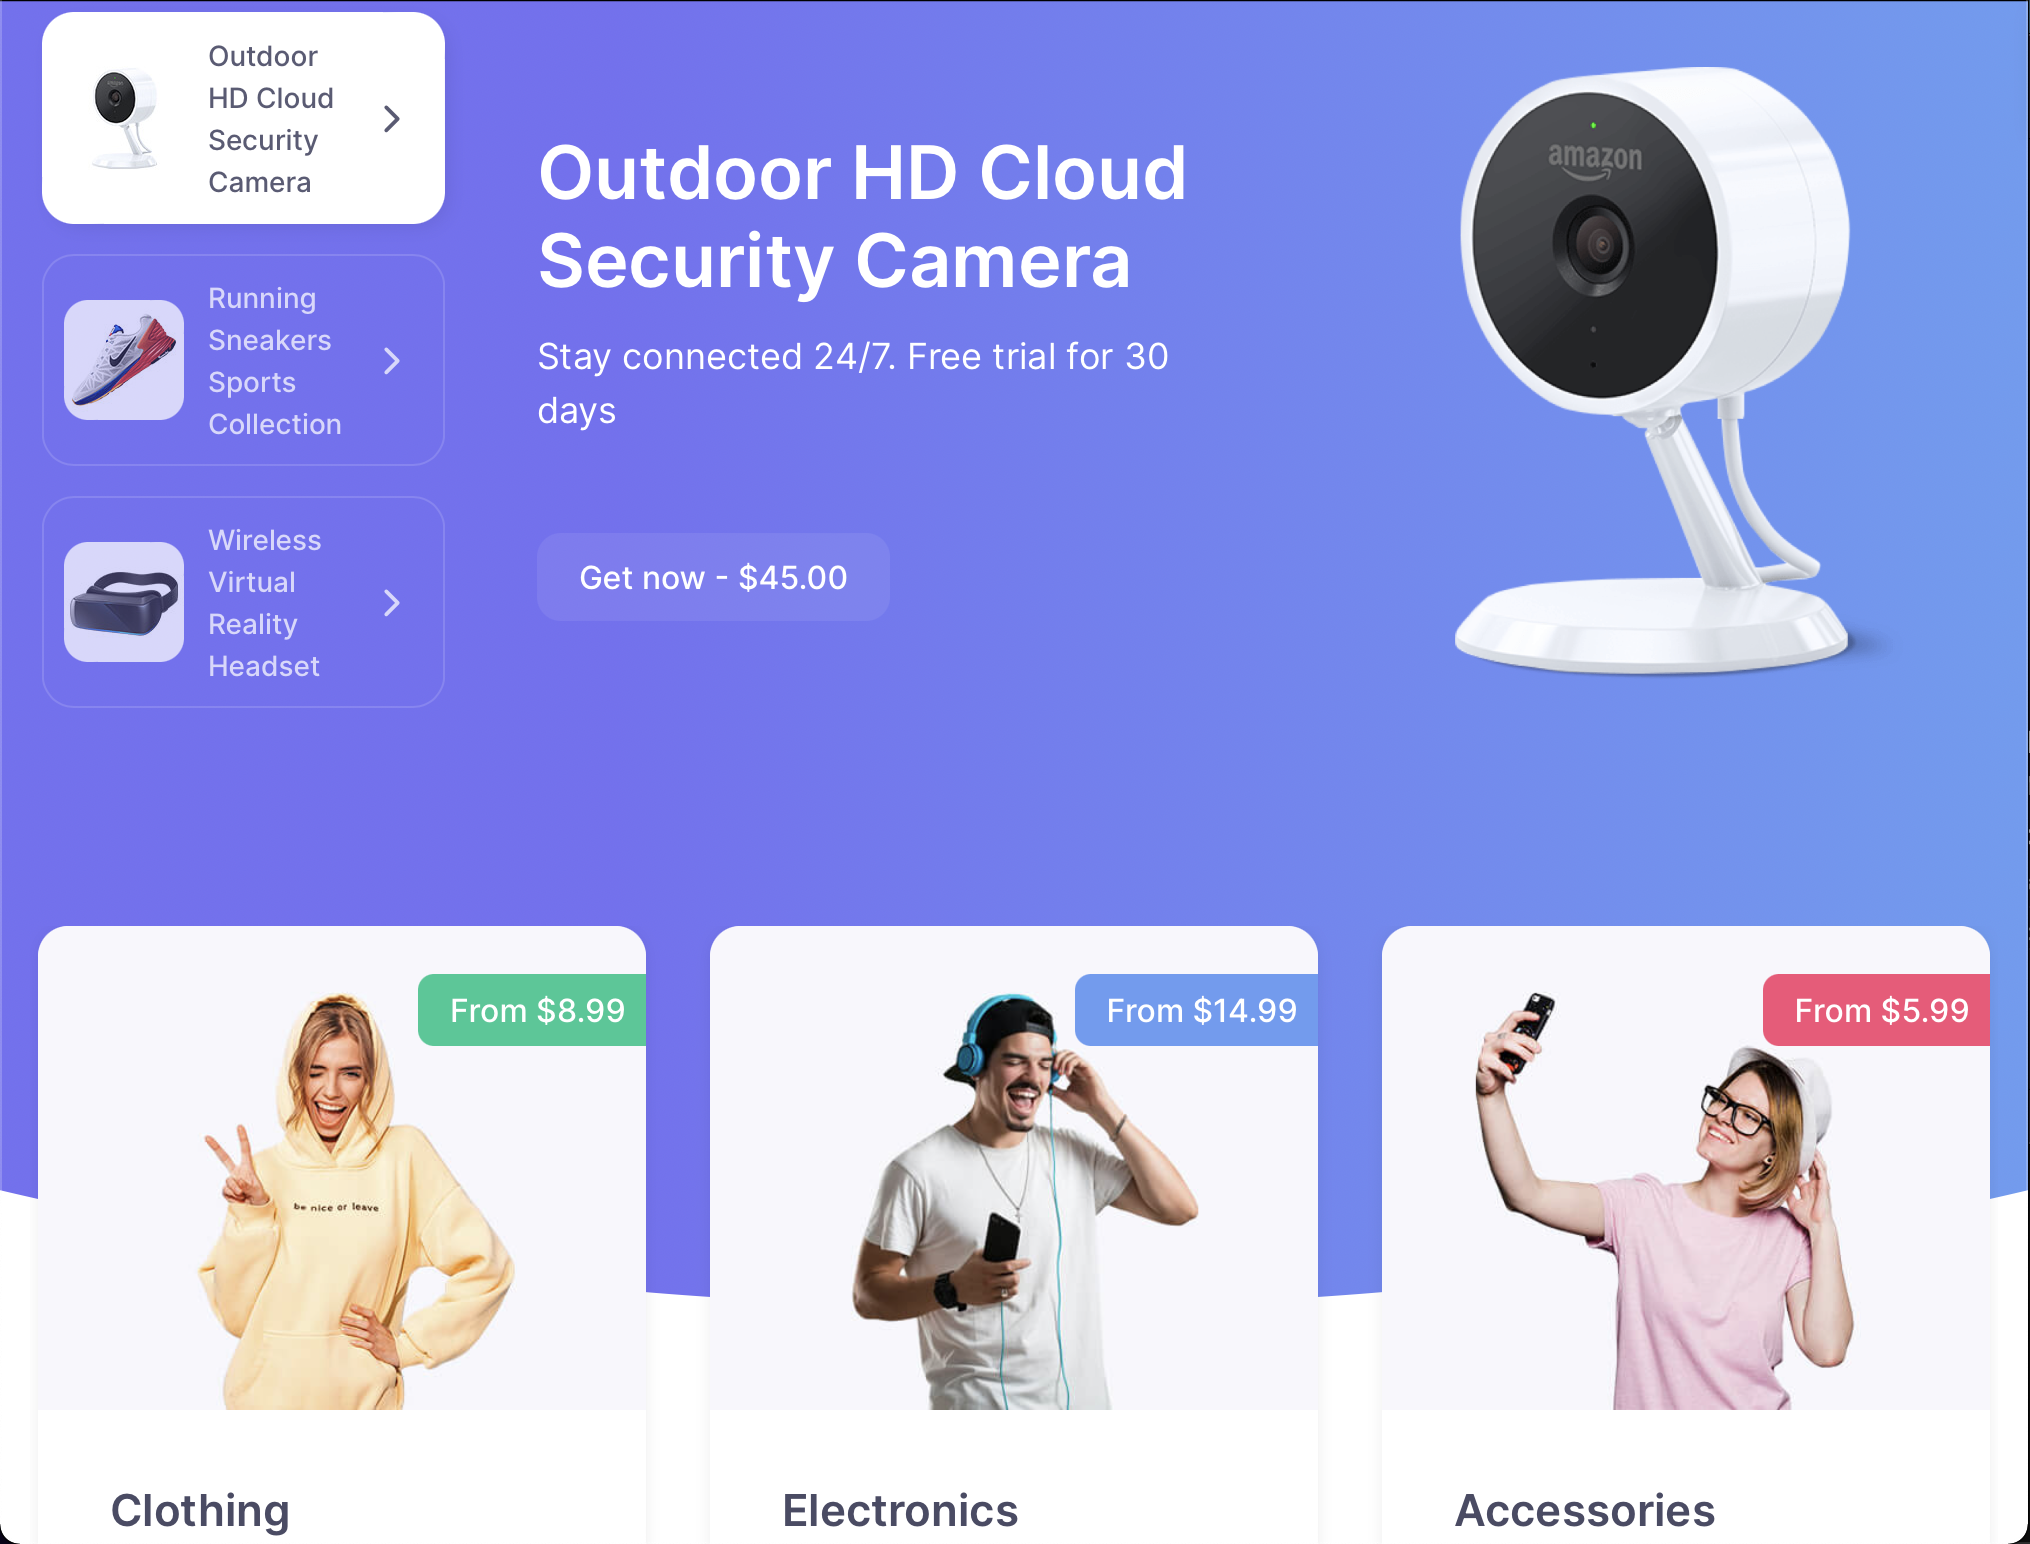 Outdoor
HD Cloud
Security
Camera
Running
Sneakers
Sports
Collection
Wireless
Virtual
Reality
Headset
Outdoor HD Cloud
Security Camera
Stay connected 24/7. Free trial for 30
days
Get now - $45.00
amazon
From $8.99
be nice or leave
Clothing
From $14.99
Electronics
From $5.99
Accessories